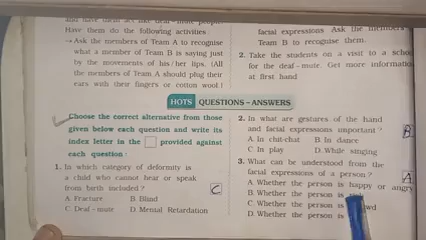 and have them act like deaf-mute people.
Have them do the following activities
→ Ask the members of Team A to recognise
what a member of Team B is saying just
by the movements of his/her lips. (All
the members of Team A should plug their
ears with their fingers or cotton wool.)
facial expressions Ask the members
Team B to recognise them.
2. Take the students on a visit to a
for the deaf-mute. Get more
at first hand
HOTS QUESTIONS - ANSWERS
Choose the correct alternative from those
given below each question and write its
index letter in the provided against
each question :
1. In which category of deformity is
a child who cannot hear or speak
from birth included ?
C
A Fracture B. Blind
C Deaf-mute D. Mental Retardation
2. In what are gestures of the hand
and facial expressions important ?
B
A In chit-chat B In dance
C In play D. While singing
3. What can be understood from the
facial expressions of a person ?
A
A Whether the person is happy or angry
B. Whether the person is
C Whether the person is
D. Whether the person is